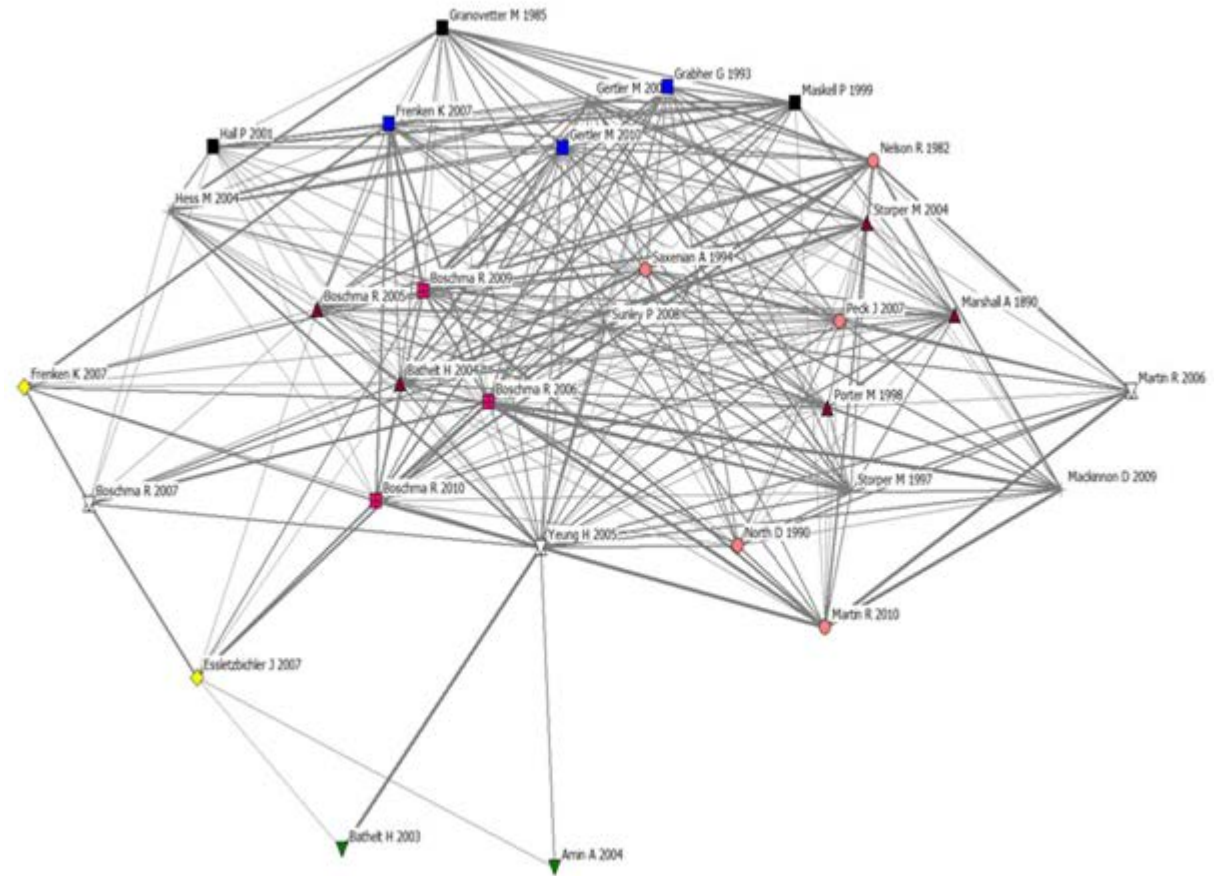 Granovetter M 1985
Grabher G 1993
Gertler M 200
Maskell P 1999
Frenken K 2007
Hall P 2001
Gertler M 2010
Nelson R 1982
Hess M 2004
Storper M 2004
Saxenian A 1994
Boschma R 2009
Boschma R 2005
Peck J 2007
Marshall A 1890
Sunley P 2008
Frenken K 2007
Bathelt H 2004
Boschma R 2006
Porter M 1998
Martin R 2006
Boschma R 2007
Boschma R 2010
Storper M 1997
Mackinnon D 2009
Yeung H 2005
North D 1990
Martin R 2010
Essletzbichler J 2007
Bathelt H 2003
Amin A 2004